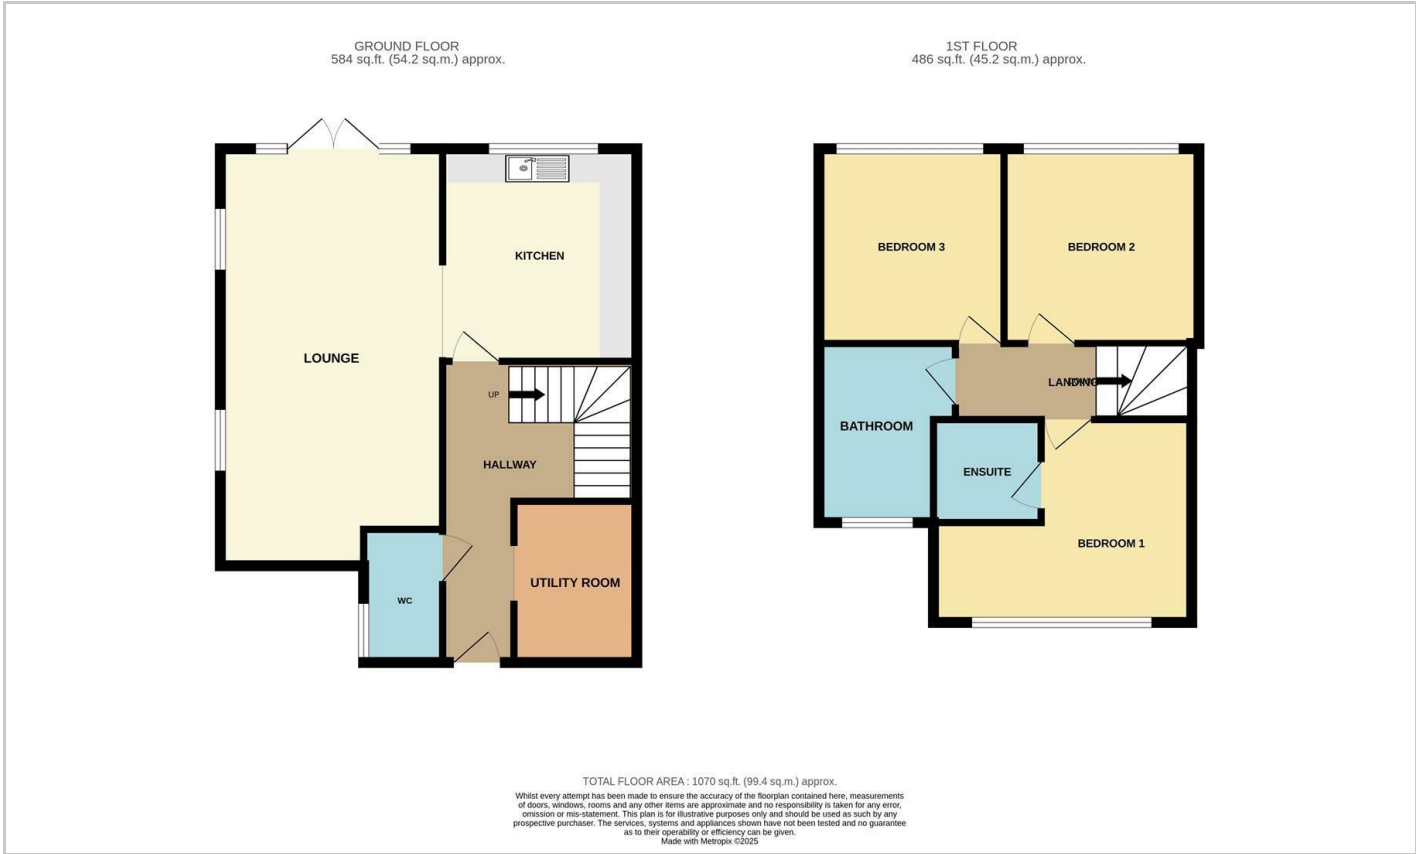 GROUND FLOOR
584 sq.ft. (54.2 sq.m.) approx.
1ST FLOOR
486 sq.ft. (45.2 sq.m.) approx.
KITCHEN
LOUNGE
UP
HALLWAY
WC
UTILITY ROOM
BEDROOM 3
BEDROOM 2
LANDING
BATHROOM
ENSUITE
BEDROOM 1
TOTAL FLOOR AREA : 1070 sq.ft. (99.4 sq.m.) approx.
Whilst every attempt has been made to ensure the accuracy of the floorplan contained here, measurements
of doors, windows, rooms and any other items are approximate and no responsibility is taken for any error,
omission or mis-statement. This plan is for illustrative purposes only and should be used as such by any
prospective purchaser. The services, systems and appliances shown have not been tested and no guarantee
as to their operability or efficiency can be given.
Made with Metropix ©2025